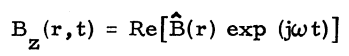 B_z(r,t) = Re[B̂(r) exp (jωt)]